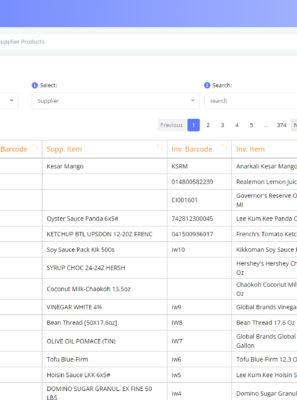 Supplier Products
Select:
Search:
Supplier
search
Previous 1 2 3 4 5 ... 374 N
Barcode Supp. Item Inv. Barcode Inv. Item
Kesar Mango KSRM Anarkali Kesar Mango
014800582239 Realemon Lemon Juic
CI001601 Governor's Reserve O
Ml
Oyster Sauce Panda 6x5# 742812300045 Lee Kum Kee Panda O
KETCHUP BTL UPSDDN 12-20Z FRENC 041500936017 French's Tomato Ketc
Soy Sauce Pack Kik 500s iw10 Kikkoman Soy Sauce P
SYRUP CHOC 24-24Z HERSH Hershey's Hershey Ch
Oz
Coconut Milk-Chaokoh 13.5oz Chaokoh Coconut Mil
Oz
VINEGAR WHITE 4% iw9 Global Brands Vinega
Bean Thread [50X17.6oz] IW8 Bean Thread 17.6 Oz
OLIVE OIL POMACE (TIN) IW7 Global Brands Global
Gallon
Tofu Blue-Firm iw6 Tofu Blue-Firm 12.3 O
Hoisin Sauce LKK 6x5# iw5 Lee Kum Kee Hoisin S
DOMINO SUGAR GRANUL. EX FINE 50
LBS iw4 Domino Sugar Granul